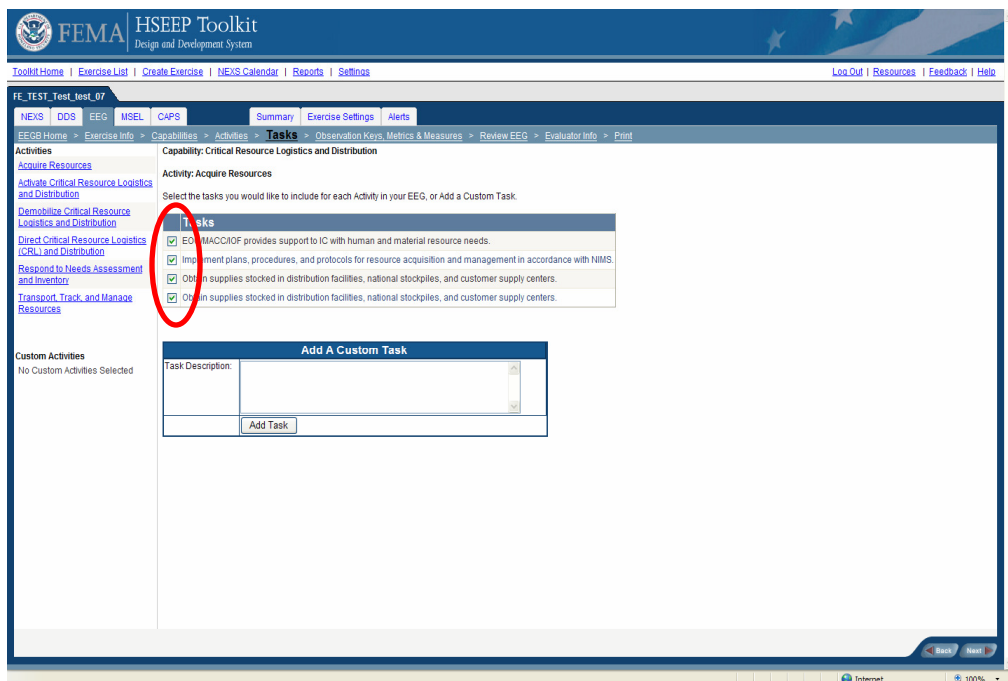 FEMA
HSEEP Toolkit
Design and Development System
Toolkit Home | Exercise List | Create Exercise | NEXS Calendar | Reports | Settings
Log Out | Resources | Feedback | Help
FE_TEST_Test_test_07
NEXS DDS EEG MSEL CAPS Summary Exercise Settings Alerts
EEGB Home > Exercise Info > Capabilities > Activities > Tasks > Observation Keys, Metrics & Measures > Review EEG > Evaluator Info > Print
Activities
Acquire Resources
Activate Critical Resource Logistics
and Distribution
Demobilize Critical Resource
Logistics and Distribution
Direct Critical Resource Logistics
(CRL) and Distribution
Respond to Needs Assessment
and Inventory
Transport, Track, and Manage
Resources
Custom Activities
No Custom Activities Selected
Capability: Critical Resource Logistics and Distribution
Activity: Acquire Resources
Select the tasks you would like to include for each Activity in your EEG, or Add a Custom Task.
Tasks
EOC/MACC/IOF provides support to IC with human and material resource needs.
Implement plans, procedures, and protocols for resource acquisition and management in accordance with NIMS.
Obtain supplies stocked in distribution facilities, national stockpiles, and customer supply centers.
Obtain supplies stocked in distribution facilities, national stockpiles, and customer supply centers.
Add A Custom Task
Task Description:
Add Task
Back Next
Internet 100%